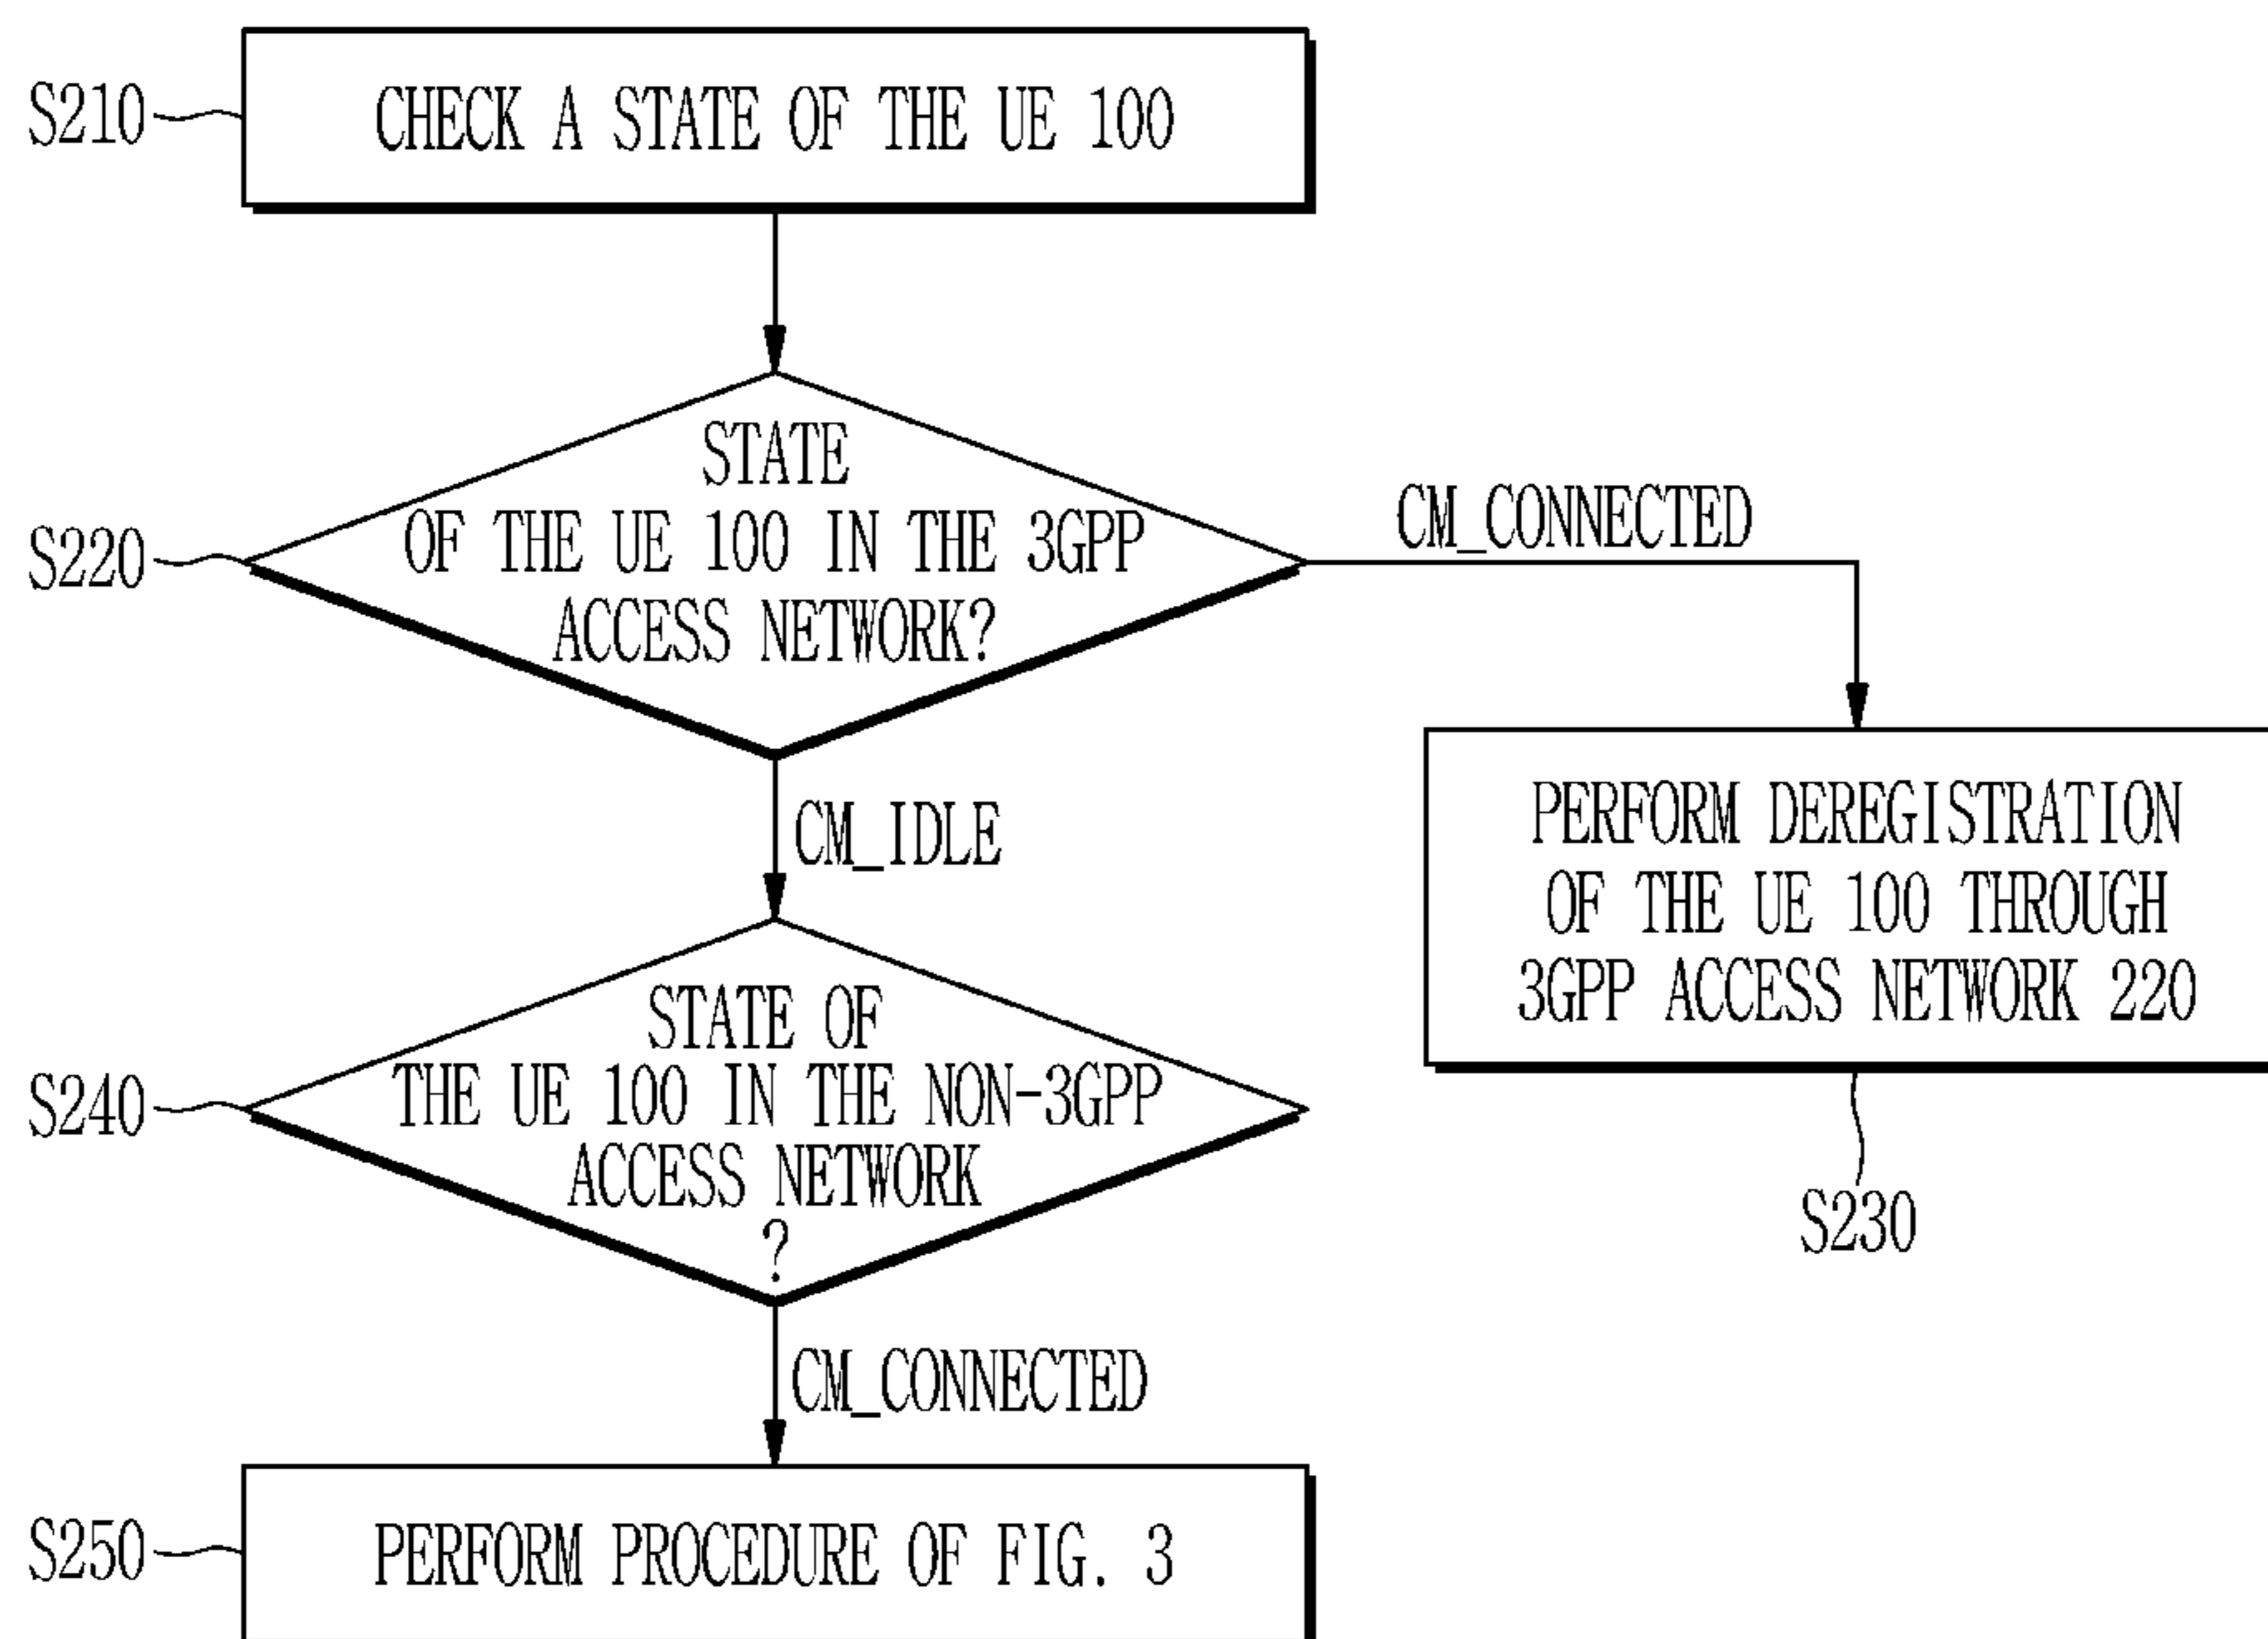 S210
CHECK A STATE OF THE UE 100
S220
STATE
OF THE UE 100 IN THE 3GPP
ACCESS NETWORK?
CM_CONNECTED
CM_IDLE
PERFORM DEREGISTRATION
OF THE UE 100 THROUGH
3GPP ACCESS NETWORK 220
S230
S240
STATE OF
THE UE 100 IN THE NON-3GPP
ACCESS NETWORK
?
CM_CONNECTED
S250
PERFORM PROCEDURE OF FIG. 3